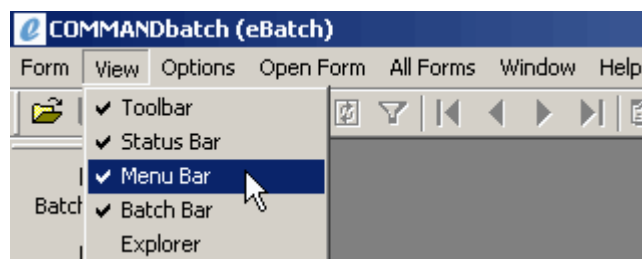 COMMANDbatch (eBatch)
Form View Options Open Form All Forms Window Help
Toolbar
Status Bar
Menu Bar
Batch Bar
Explorer